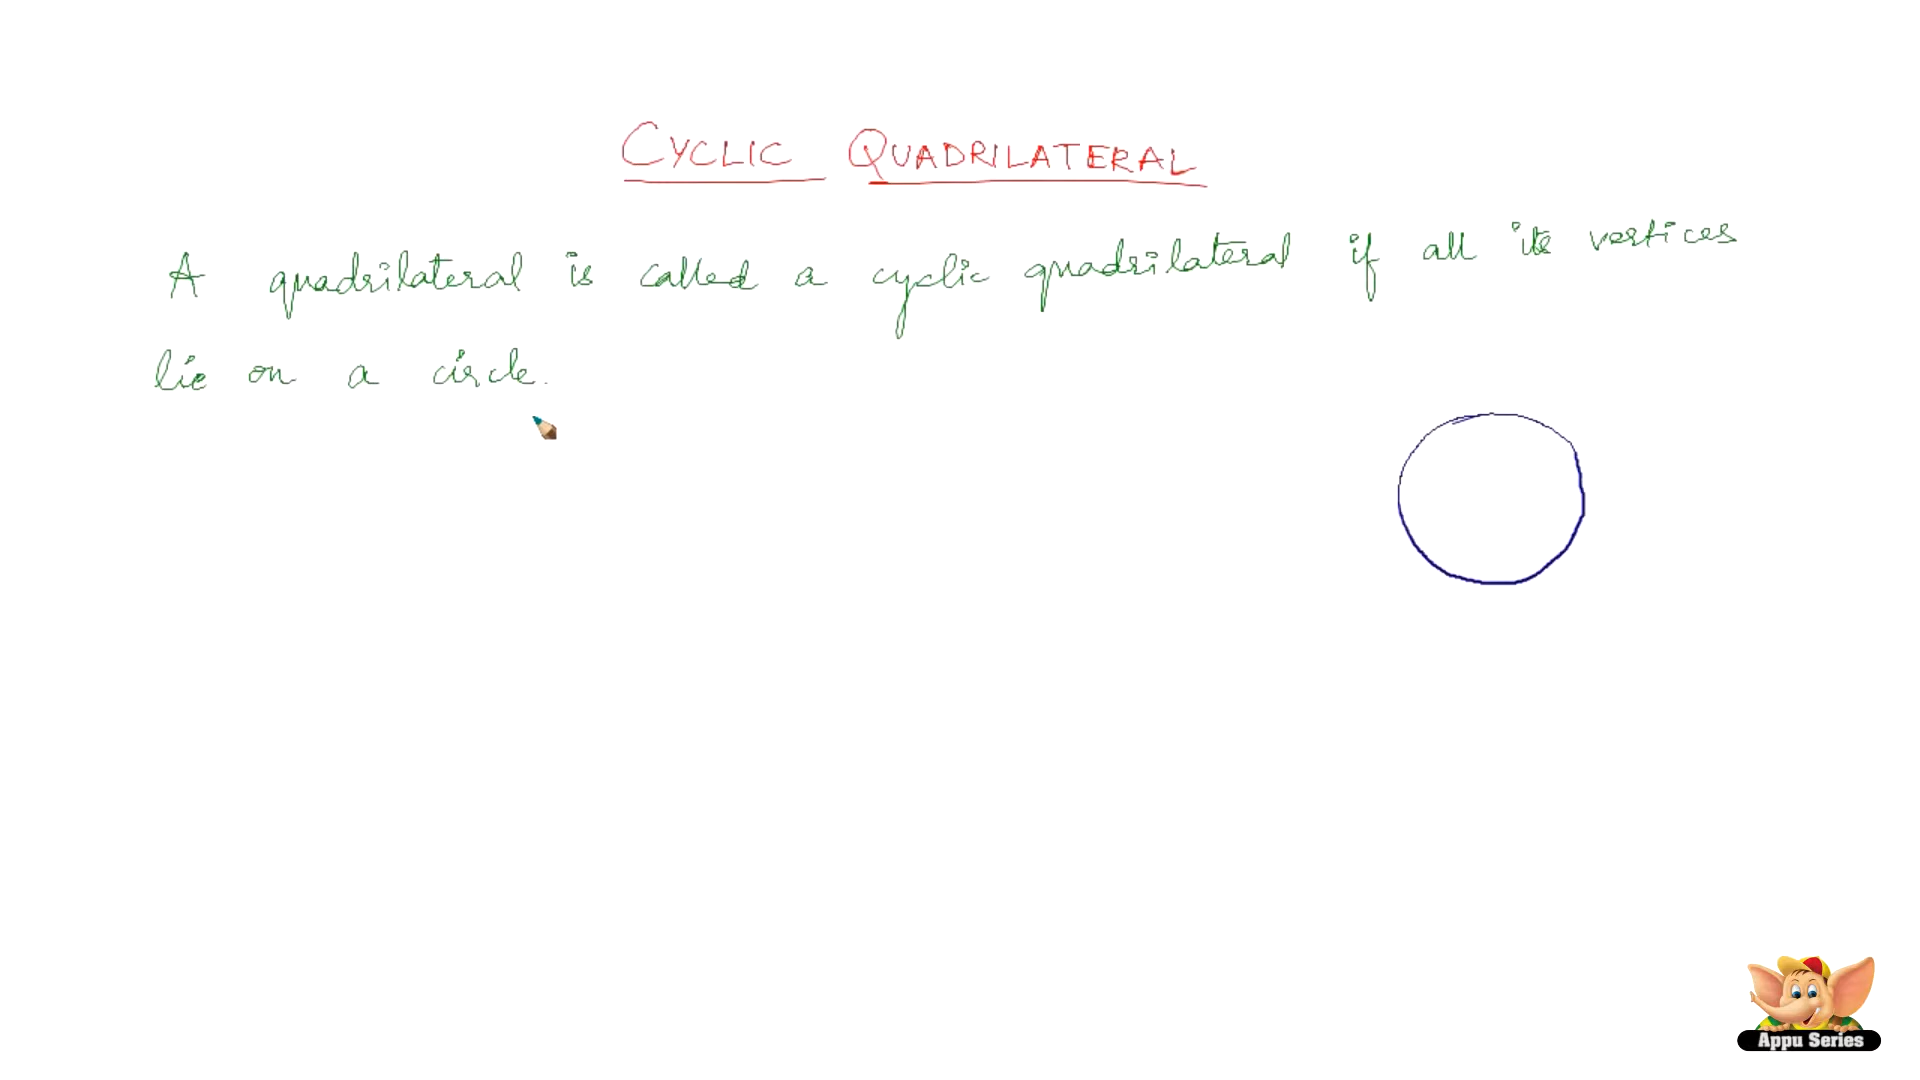 CYCLIC QUADRILATERAL
A quadrilateral is called a cyclic quadrilateral if all its vertices
lie on a circle.
Appu Series